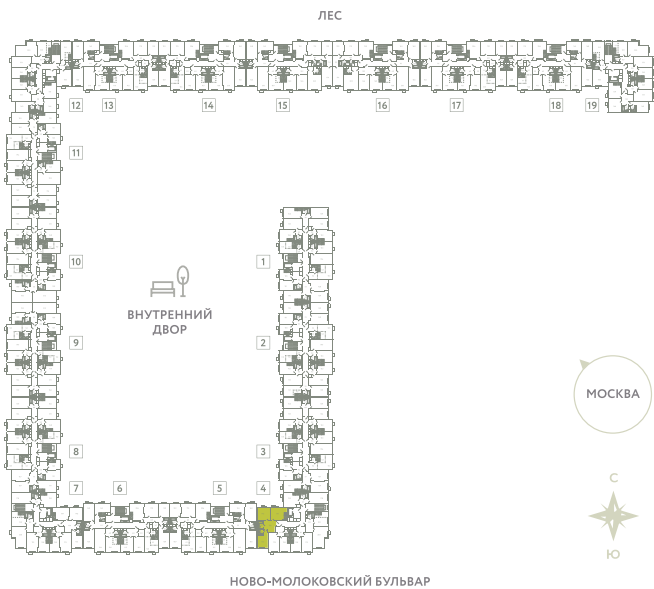 ЛЕС
12 13 14 15 16 17 18 19
11
10 1
ВНУТРЕННИЙ
ДВОР
9 2
МОСКВА
8 3
7 6 5 4
С
Ю
НОВО-МОЛОКОВСКИЙ БУЛЬВАР